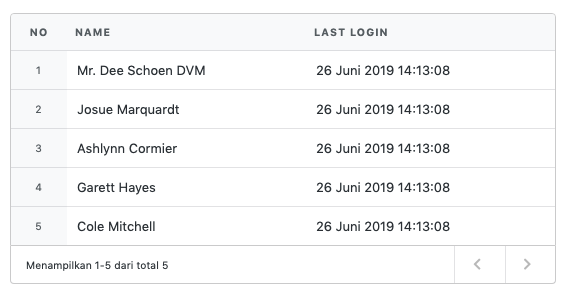 NO NAME LAST LOGIN
1 Mr. Dee Schoen DVM 26 Juni 2019 14:13:08
2 Josue Marquardt 26 Juni 2019 14:13:08
3 Ashlynn Cormier 26 Juni 2019 14:13:08
4 Garett Hayes 26 Juni 2019 14:13:08
5 Cole Mitchell 26 Juni 2019 14:13:08
Menampilkan 1-5 dari total 5